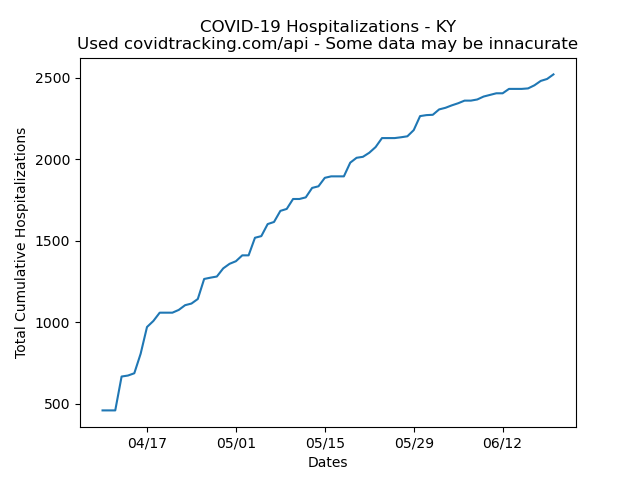 COVID-19 Hospitalizations - KY
Used covidtracking.com/api - Some data may be innacurate
2500
2000
1500
1000
500
Total Cumulative Hospitalizations
04/17
05/01
05/15
05/29
06/12
Dates